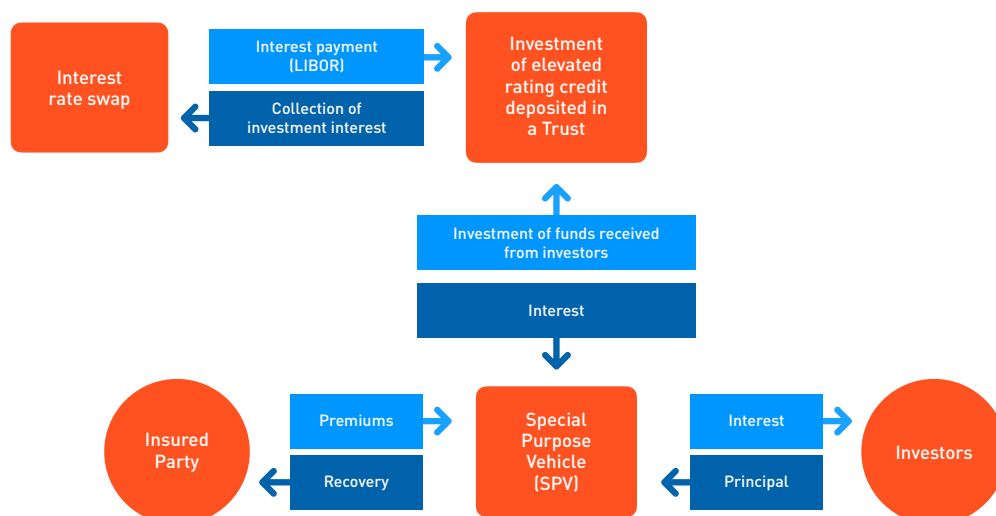 Interest
rate swap
Interest payment
(LIBOR)
Collection of
investment interest
Investment
of elevated
rating credit
deposited in
a Trust
Investment of funds received
from investors
Interest
Insured
Party
Premiums
Recovery
Special
Purpose
Vehicle
(SPV)
Interest
Principal
Investors